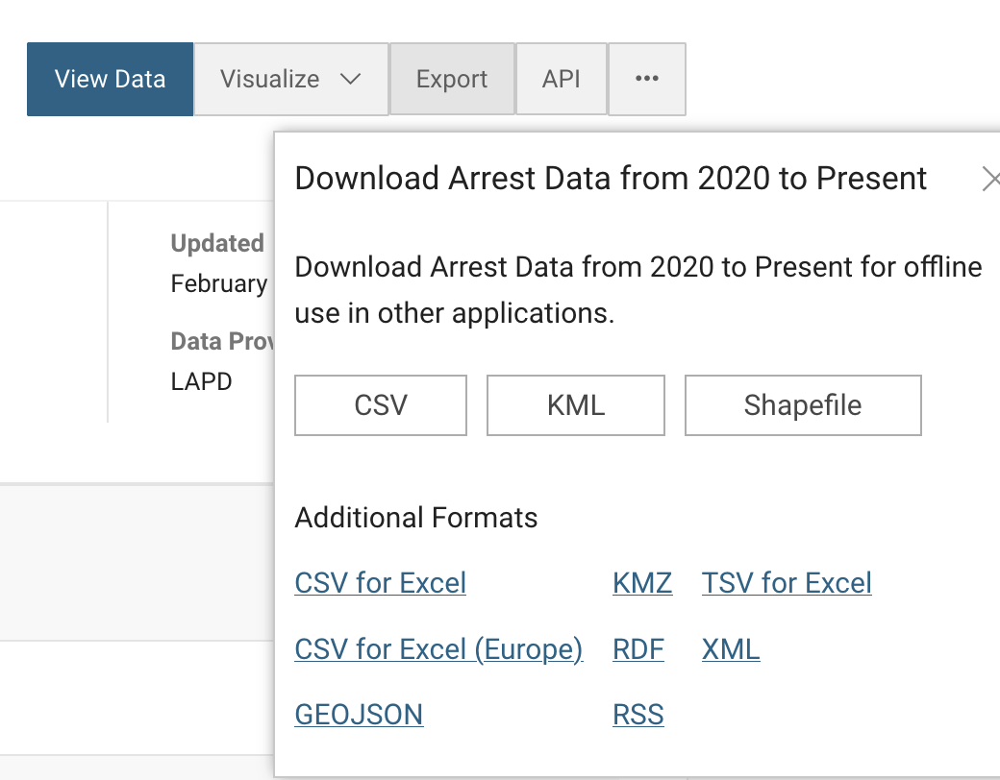 View Data Visualize Export API •••
Download Arrest Data from 2020 to Present
Updated
February
Data Prov
LAPD
Download Arrest Data from 2020 to Present for offline
use in other applications.
CSV KML Shapefile
Additional Formats
CSV for Excel KMZ TSV for Excel
CSV for Excel (Europe) RDF XML
GEOJSON RSS